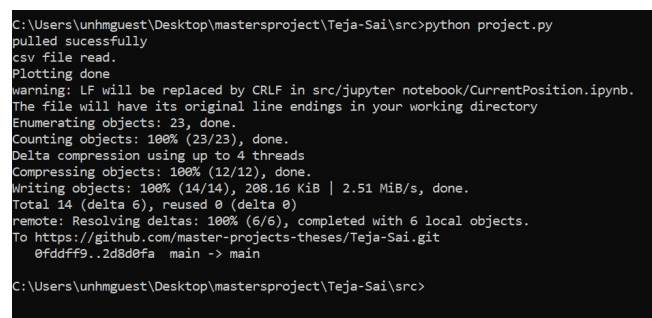 C:\Users\unhmguest\Desktop\mastersproject\Teja-Sai\src>python project.py
pulled sucessfully
csv file read.
Plotting done
warning: LF will be replaced by CRLF in src/jupyter notebook/CurrentPosition.ipynb.
The file will have its original line endings in your working directory
Enumerating objects: 23, done.
Counting objects: 100% (23/23), done.
Delta compression using up to 4 threads
Compressing objects: 100% (12/12), done.
Writing objects: 100% (14/14), 208.16 KiB | 2.51 MiB/s, done.
Total 14 (delta 6), reused 0 (delta 0)
remote: Resolving deltas: 100% (6/6), completed with 6 local objects.
To https://github.com/master-projects-theses/Teja-Sai.git
   0fddff9..2d8d0fa  main -> main
C:\Users\unhmguest\Desktop\mastersproject\Teja-Sai\src>